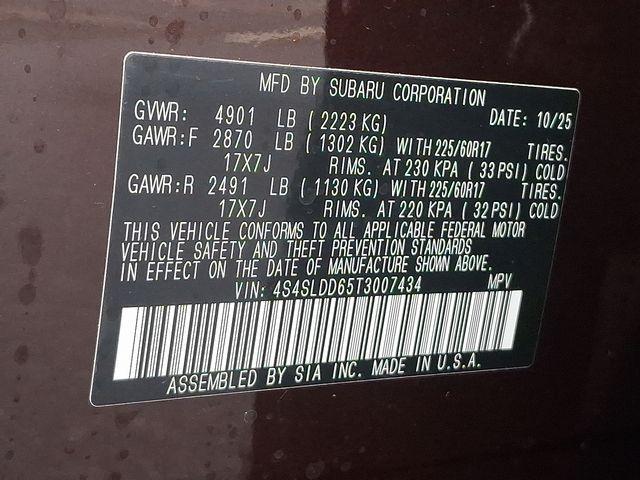 MFD BY SUBARU CORPORATION
GVWR: 4901 LB (2223 KG) DATE: 10/25
GAWR:F 2870 LB (1302 KG) WITH 225/60R17 TIRES.
17X7J RIMS. AT 230 KPA (33 PSI) COLD
GAWR:R 2491 LB (1130 KG) WITH 225/60R17 TIRES.
17X7J RIMS. AT 220 KPA (32 PSI) COLD
THIS VEHICLE CONFORMS TO ALL APPLICABLE FEDERAL MOTOR
VEHICLE SAFETY AND THEFT PREVENTION STANDARDS
IN EFFECT ON THE DATE OF MANUFACTURE SHOWN ABOVE.
VIN: 4S4SLDD65T3007434 MPV
ASSEMBLED BY SIA INC. MADE IN U.S.A.